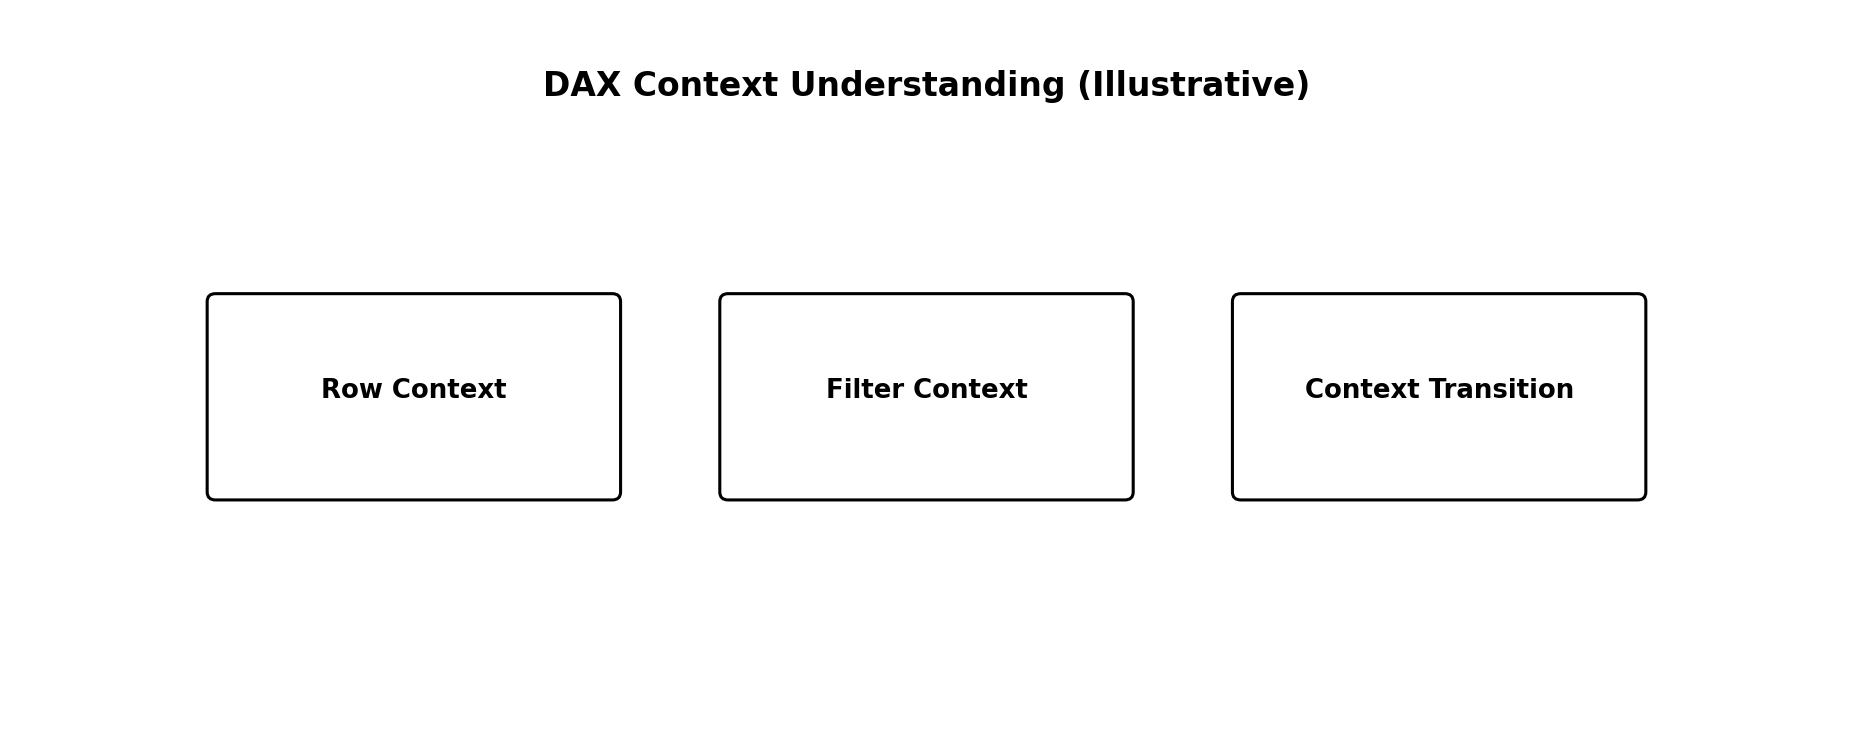 DAX Context Understanding (Illustrative)
Row Context
Filter Context
Context Transition